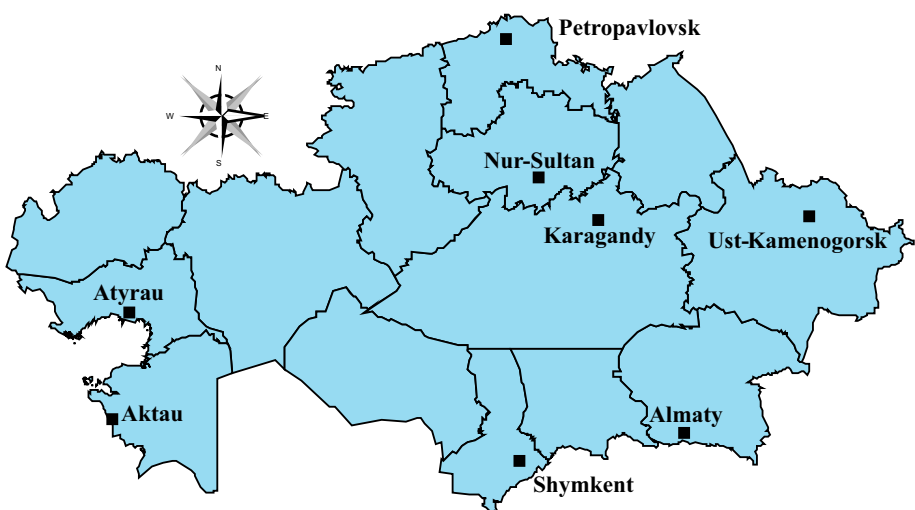 Petropavlovsk
N
W
E
S
Nur-Sultan
Karagandy
Ust-Kamenogorsk
Atyrau
Aktau
Almaty
Shymkent